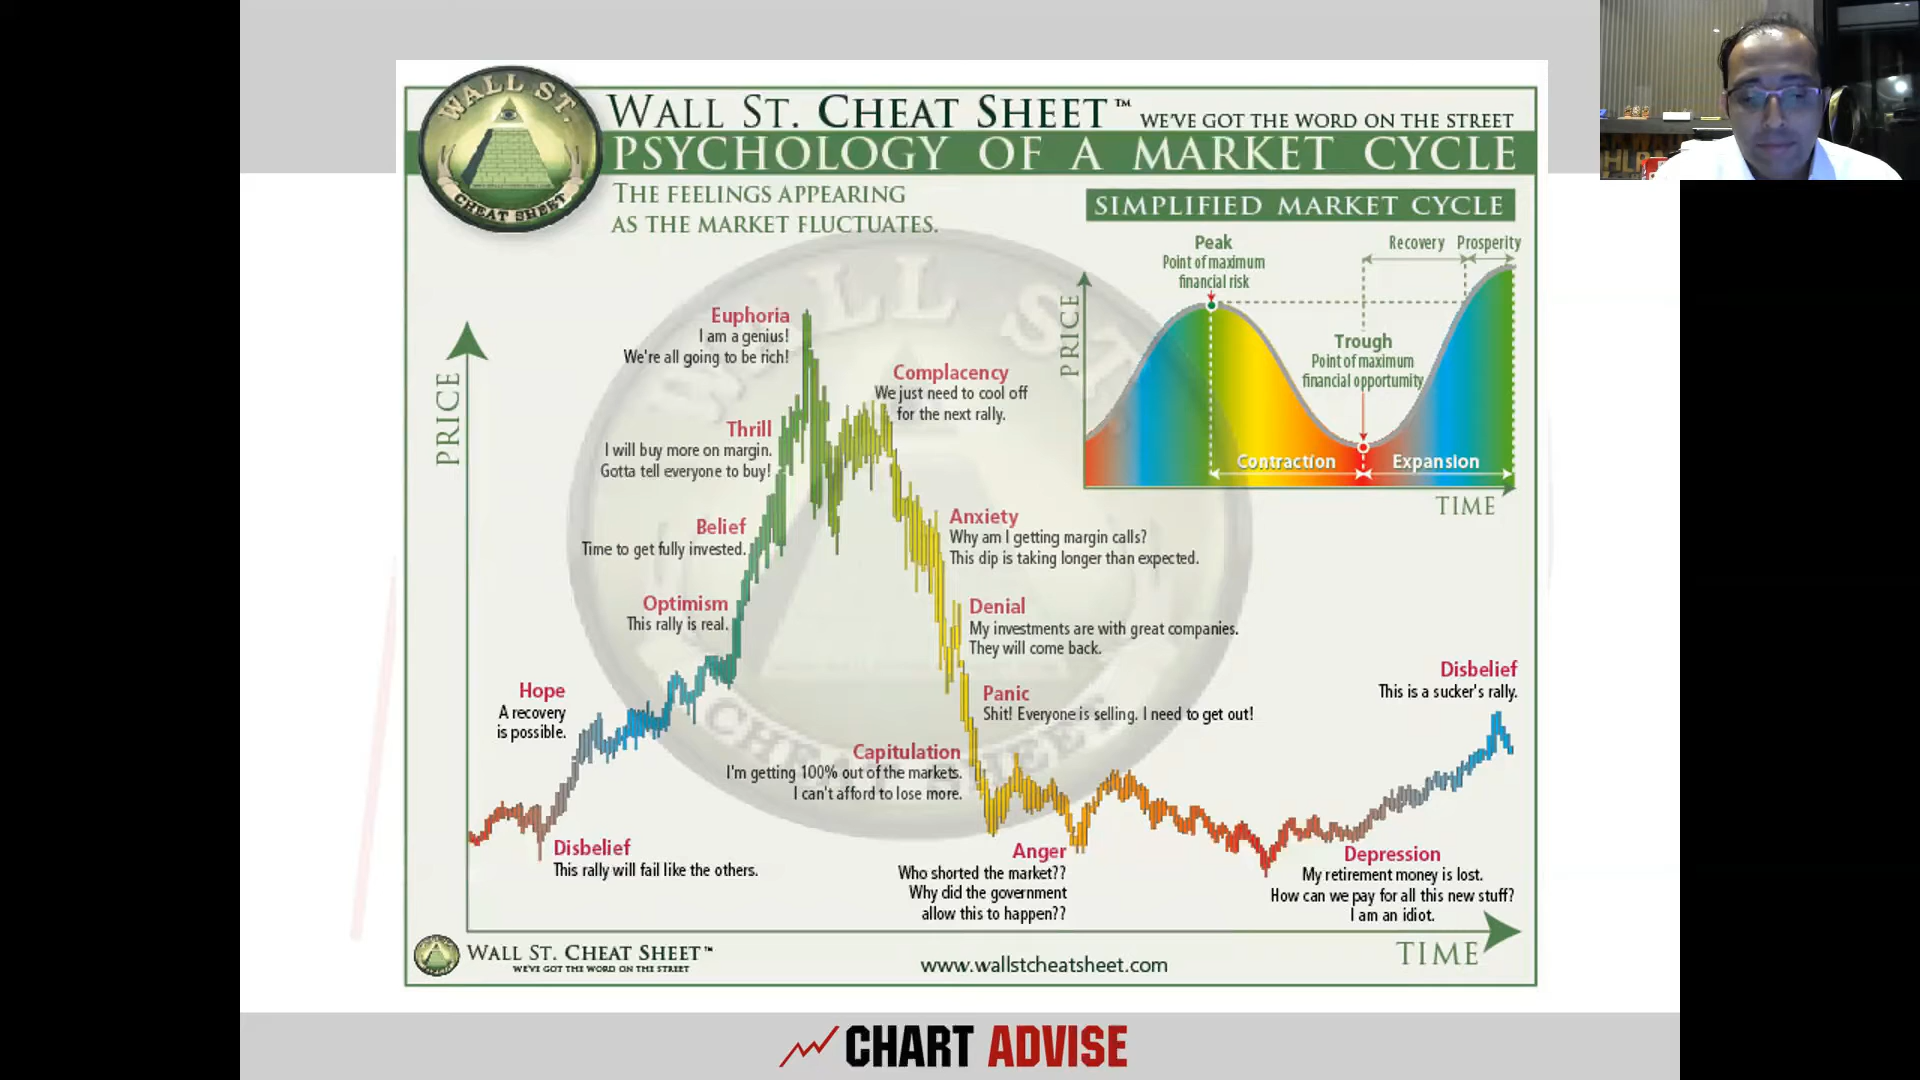 WALL ST.
CHEAT SHEET
WALL ST. CHEAT SHEET™ WE'VE GOT THE WORD ON THE STREET
PSYCHOLOGY OF A MARKET CYCLE
THE FEELINGS APPEARING
AS THE MARKET FLUCTUATES.
SIMPLIFIED MARKET CYCLE
Peak
Point of maximum
financial risk
Recovery Prosperity
PRICE
Trough
Point of maximum
financial opportunity
Contraction
Expansion
TIME
PRICE
Euphoria
I am a genius!
We're all going to be rich!
Complacency
We just need to cool off
for the next rally.
Thrill
I will buy more on margin.
Gotta tell everyone to buy!
Belief
Time to get fully invested.
Anxiety
Why am I getting margin calls?
This dip is taking longer than expected.
Optimism
This rally is real.
Denial
My investments are with great companies.
They will come back.
Hope
A recovery
is possible.
Panic
Shit! Everyone is selling. I need to get out!
Disbelief
This is a sucker's rally.
Capitulation
I'm getting 100% out of the markets.
I can't afford to lose more.
Disbelief
This rally will fail like the others.
Anger
Who shorted the market??
Why did the government
allow this to happen??
Depression
My retirement money is lost.
How can we pay for all this new stuff?
I am an idiot.
TIME
WALL ST. CHEAT SHEET™
WE'VE GOT THE WORD ON THE STREET
www.wallstcheatsheet.com
CHART ADVISE
WALL ST.
CHEAT SHEET